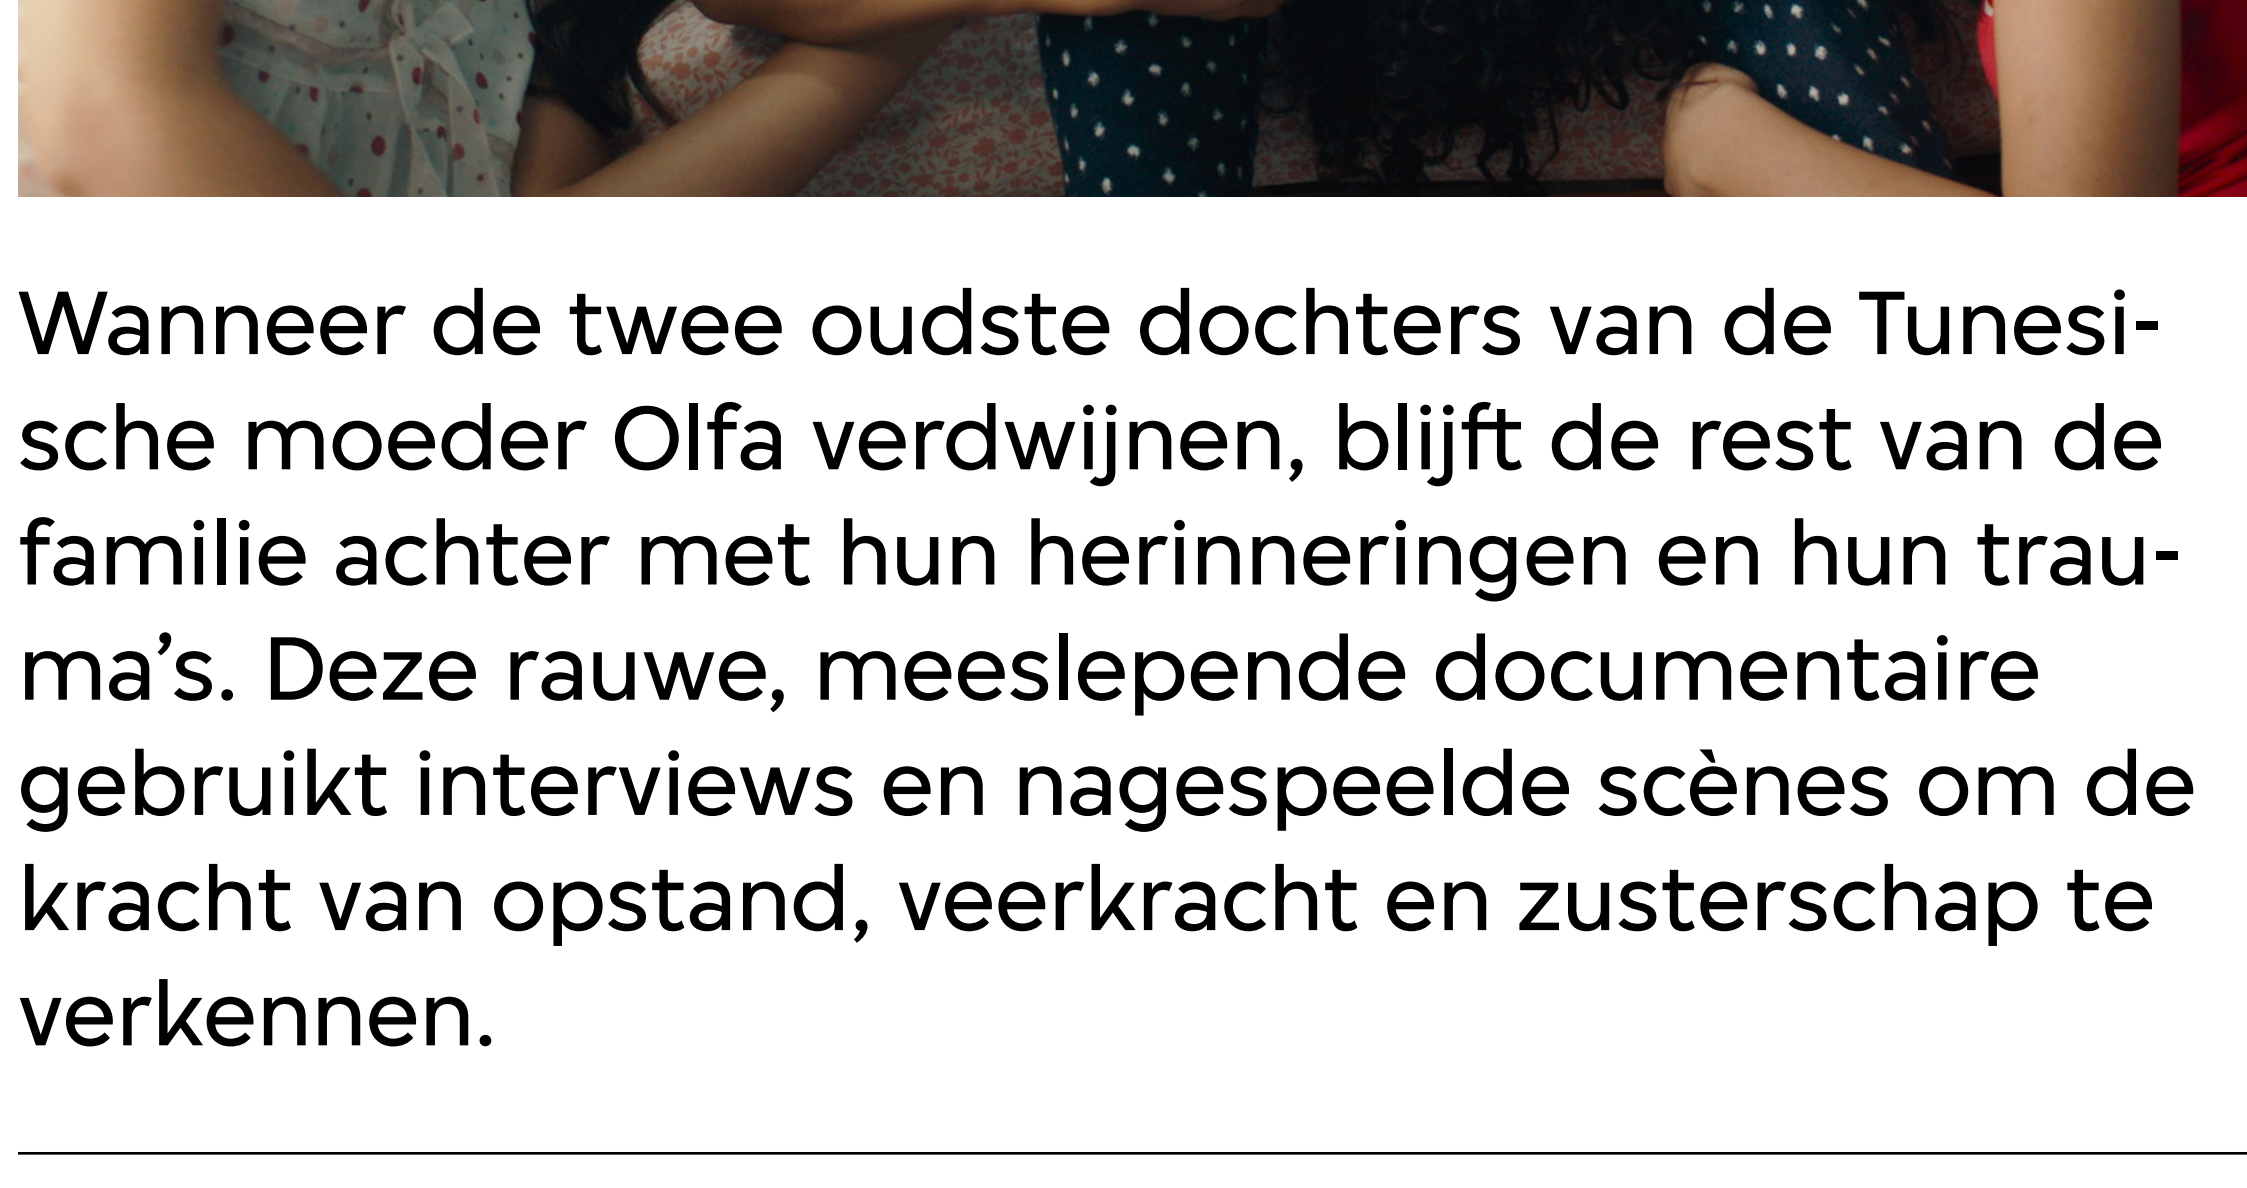 Wanneer de twee oudste dochters van de Tunesi-
sche moeder Olfa verdwijnen, blijft de rest van de
familie achter met hun herinneringen en hun trau-
ma’s. Deze rauwe, meeslepende documentaire
gebruikt interviews en nagespeelde scènes om de
kracht van opstand, veerkracht en zusterschap te
verkennen.